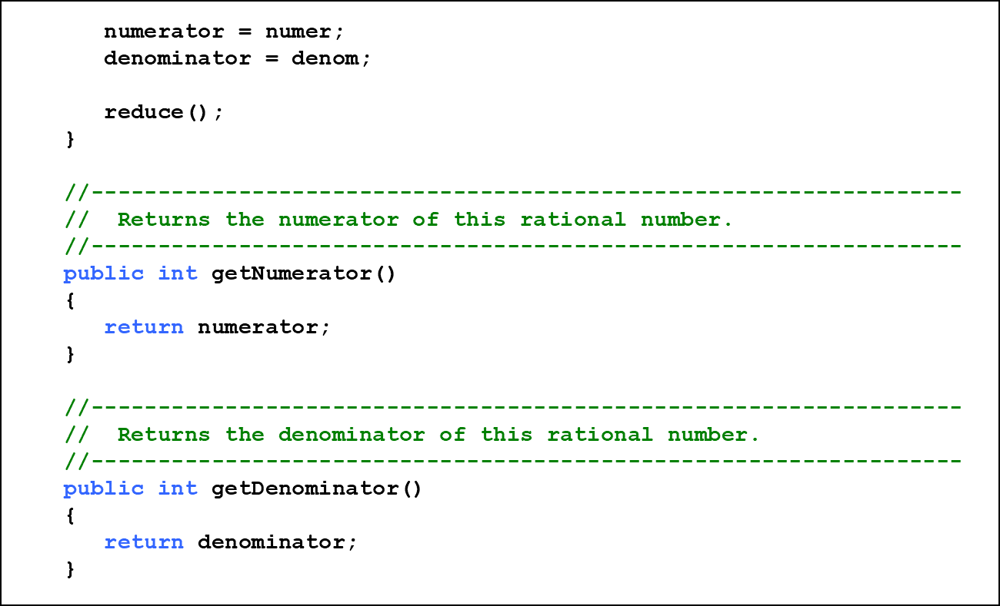 numerator = numer;
denominator = denom;
reduce();
}
//-----------------------------------------------------------------
//  Returns the numerator of this rational number.
//-----------------------------------------------------------------
public int getNumerator()
{
return numerator;
}
//-----------------------------------------------------------------
//  Returns the denominator of this rational number.
//-----------------------------------------------------------------
public int getDenominator()
{
return denominator;
}